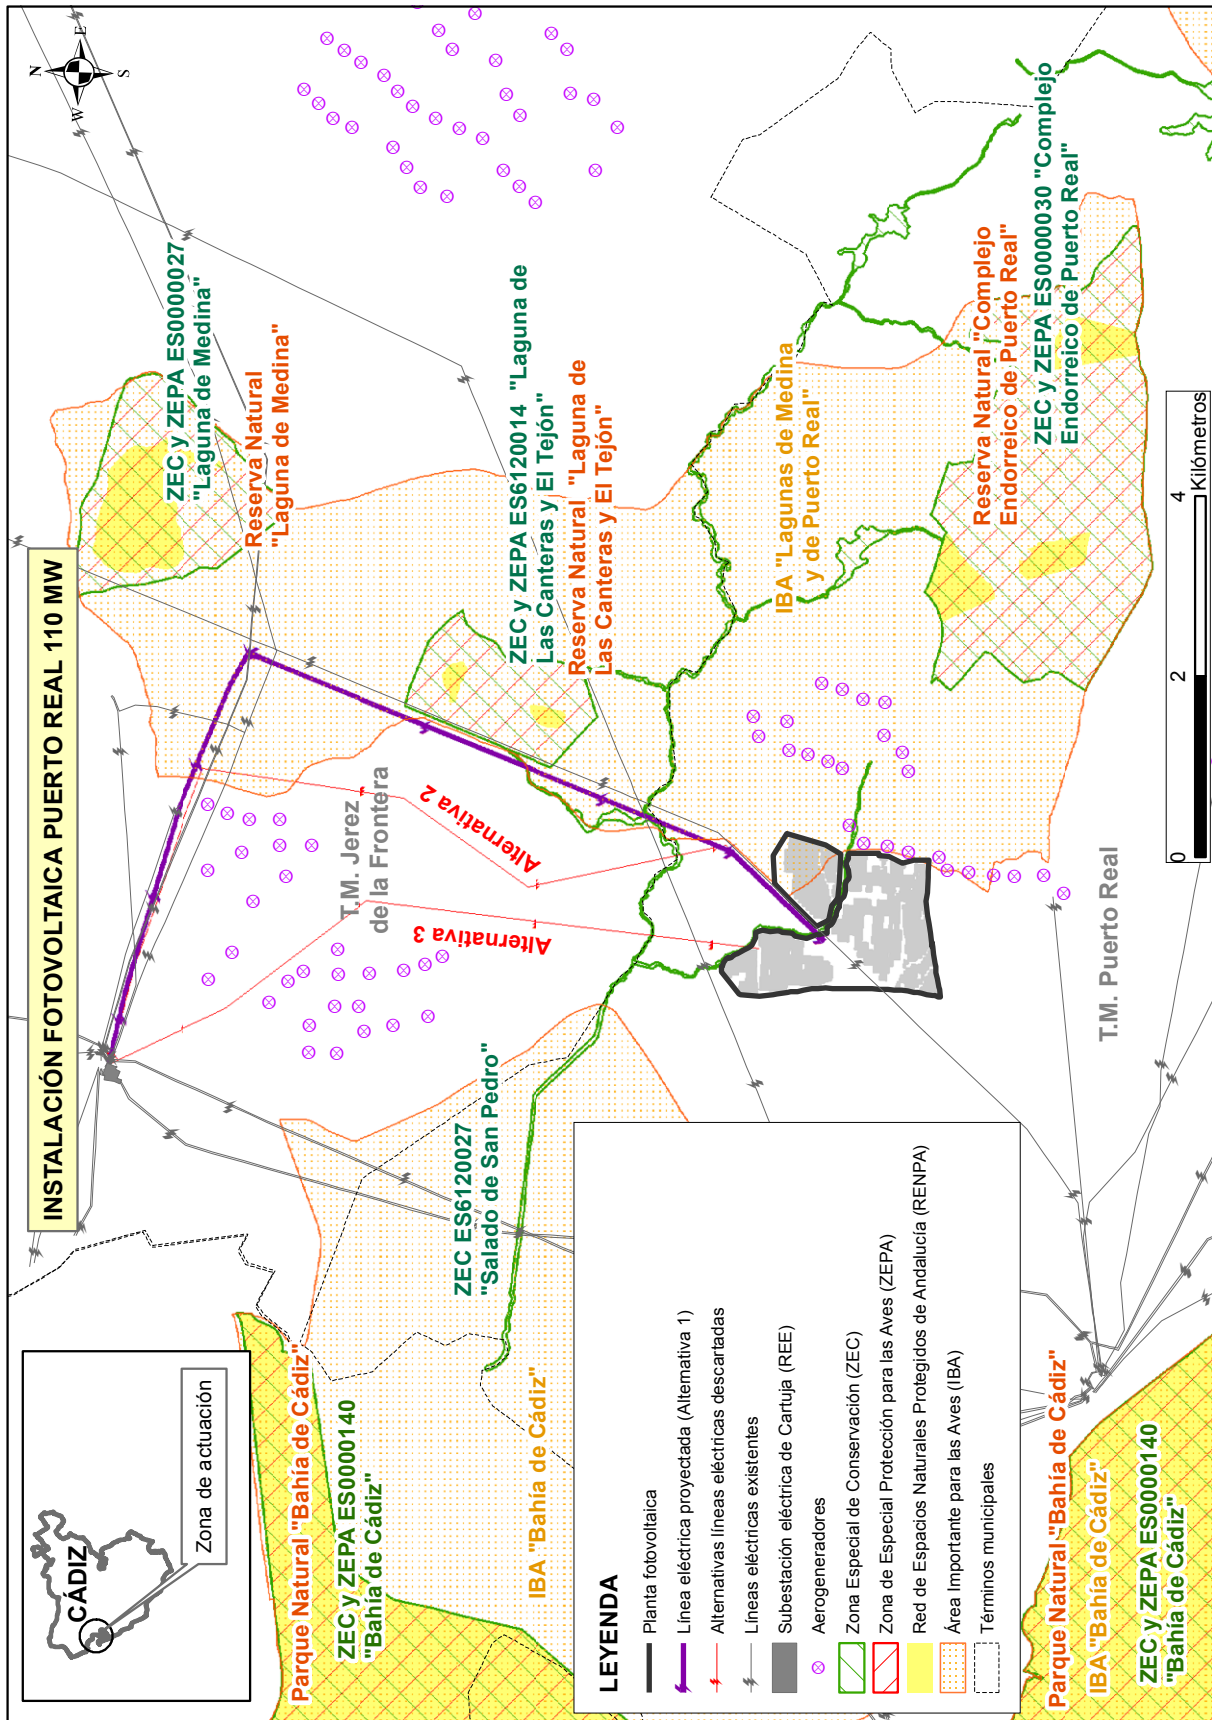 INSTALACIÓN FOTOVOLTAICA PUERTO REAL 110 MW
N
E
S
W
CÁDIZ
Zona de actuación
ZEC y ZEPA ES0000027
"Laguna de Medina"
Reserva Natural
"Laguna de Medina"
ZEC y ZEPA ES6120014 "Laguna de
Las Canteras y El Tejón"
Reserva Natural "Laguna de
Las Canteras y El Tejón"
T.M. Jerez
de la Frontera
Alternativa 2
Alternativa 3
Parque Natural "Bahía de Cádiz"
ZEC y ZEPA ES0000140
"Bahía de Cádiz"
ZEC ES6120027
"Salado de San Pedro"
IBA "Bahía de Cádiz"
IBA "Lagunas de Medina
y de Puerto Real"
Reserva Natural "Complejo
Endorreico de Puerto Real"
ZEC y ZEPA ES0000030 "Complejo
Endorreico de Puerto Real"
T.M. Puerto Real
Parque Natural "Bahía de Cádiz"
IBA "Bahía de Cádiz"
ZEC y ZEPA ES0000140
"Bahía de Cádiz"
LEYENDA
Planta fotovoltaica
Línea eléctrica proyectada (Alternativa 1)
Alternativas líneas eléctricas descartadas
Líneas eléctricas existentes
Subestación eléctrica de Cartuja (REE)
Aerogeneradores
Zona Especial de Conservación (ZEC)
Zona de Especial Protección para las Aves (ZEPA)
Red de Espacios Naturales Protegidos de Andalucía (RENPA)
Área Importante para las Aves (IBA)
Términos municipales
0
2
4
Kilómetros